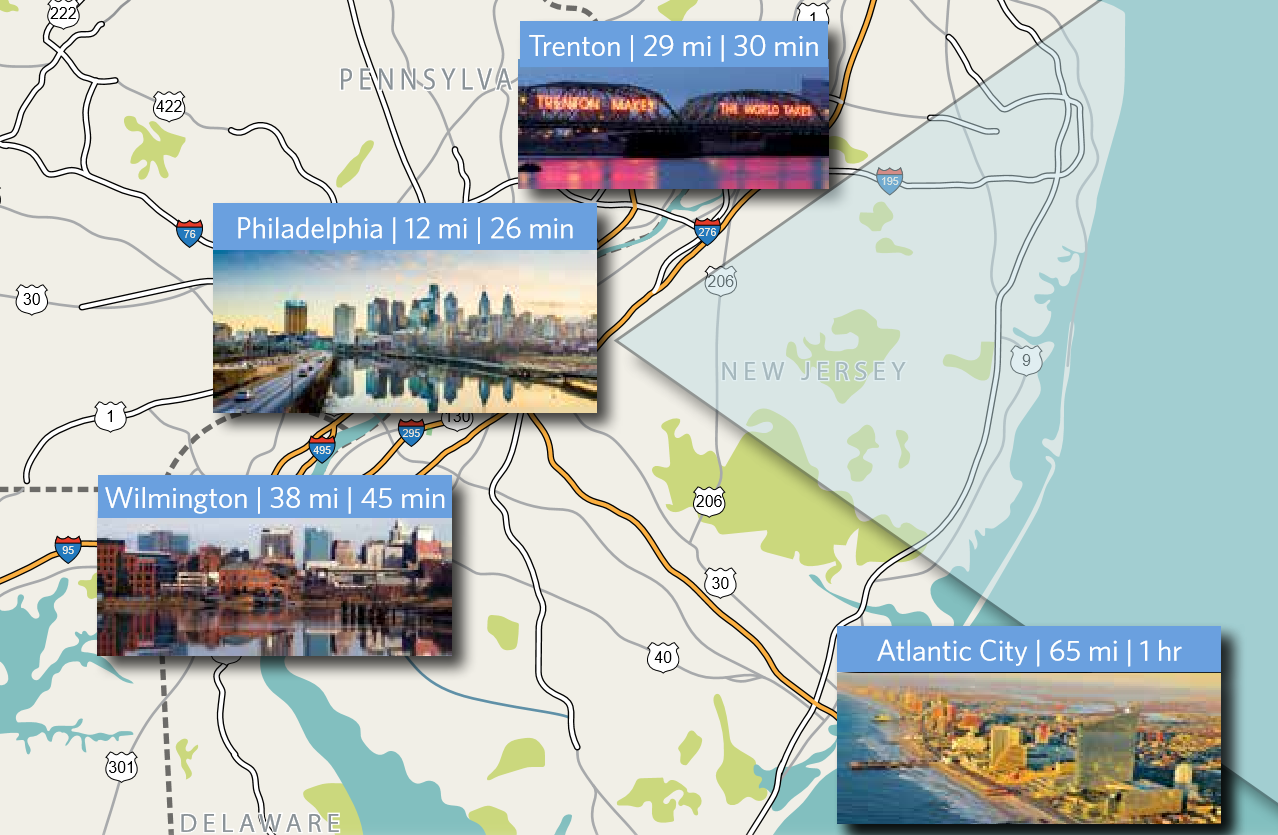 222
1
Trenton | 29 mi | 30 min
PENNSYLVA
TRENTON MAKES
THE WORLD TAKES
422
195
Philadelphia | 12 mi | 26 min
76
276
206
30
9
NEW JERSEY
1
130
295
495
Wilmington | 38 mi | 45 min
206
95
30
Atlantic City | 65 mi | 1 hr
40
301
DELAWARE